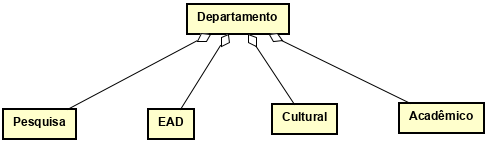 Departamento
Pesquisa
EAD
Cultural
Acadêmico